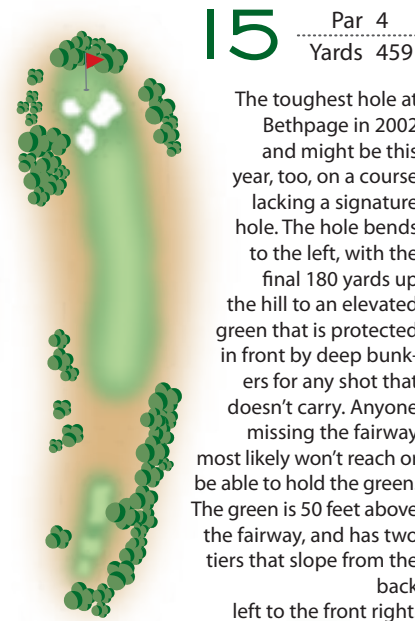 15
Par 4
Yards 459
The toughest hole at
Bethpage in 2002
and might be this
year, too, on a course
lacking a signature
hole. The hole bends
to the left, with the
final 180 yards up
the hill to an elevated
green that is protected
in front by deep bunk-
ers for any shot that
doesn't carry. Anyone
missing the fairway
most likely won't reach or
be able to hold the green.
The green is 50 feet above
the fairway, and has two
tiers that slope from the
back
left to the front right